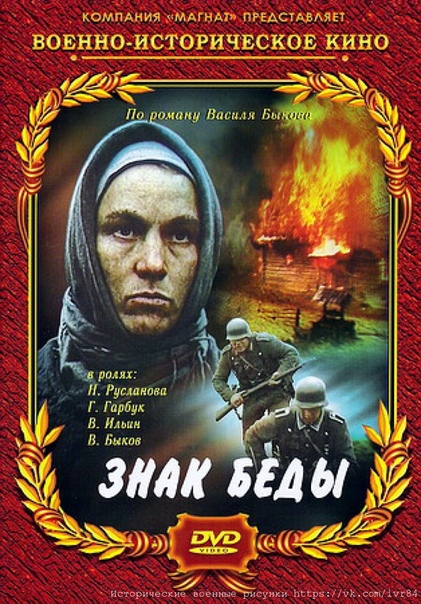 КОМПАНИЯ «МАГНАТ» ПРЕДСТАВЛЯЕТ
ВОЕННО-ИСТОРИЧЕСКОЕ КИНО
По роману Василя Быкова
в ролях:
Н. Русланова
Г. Гарбук
В. Ильин
В. Быков
ЗНАК БЕДЫ
DVD
VIDEO
Исторические военные рисунки https://vk.com/ivr84